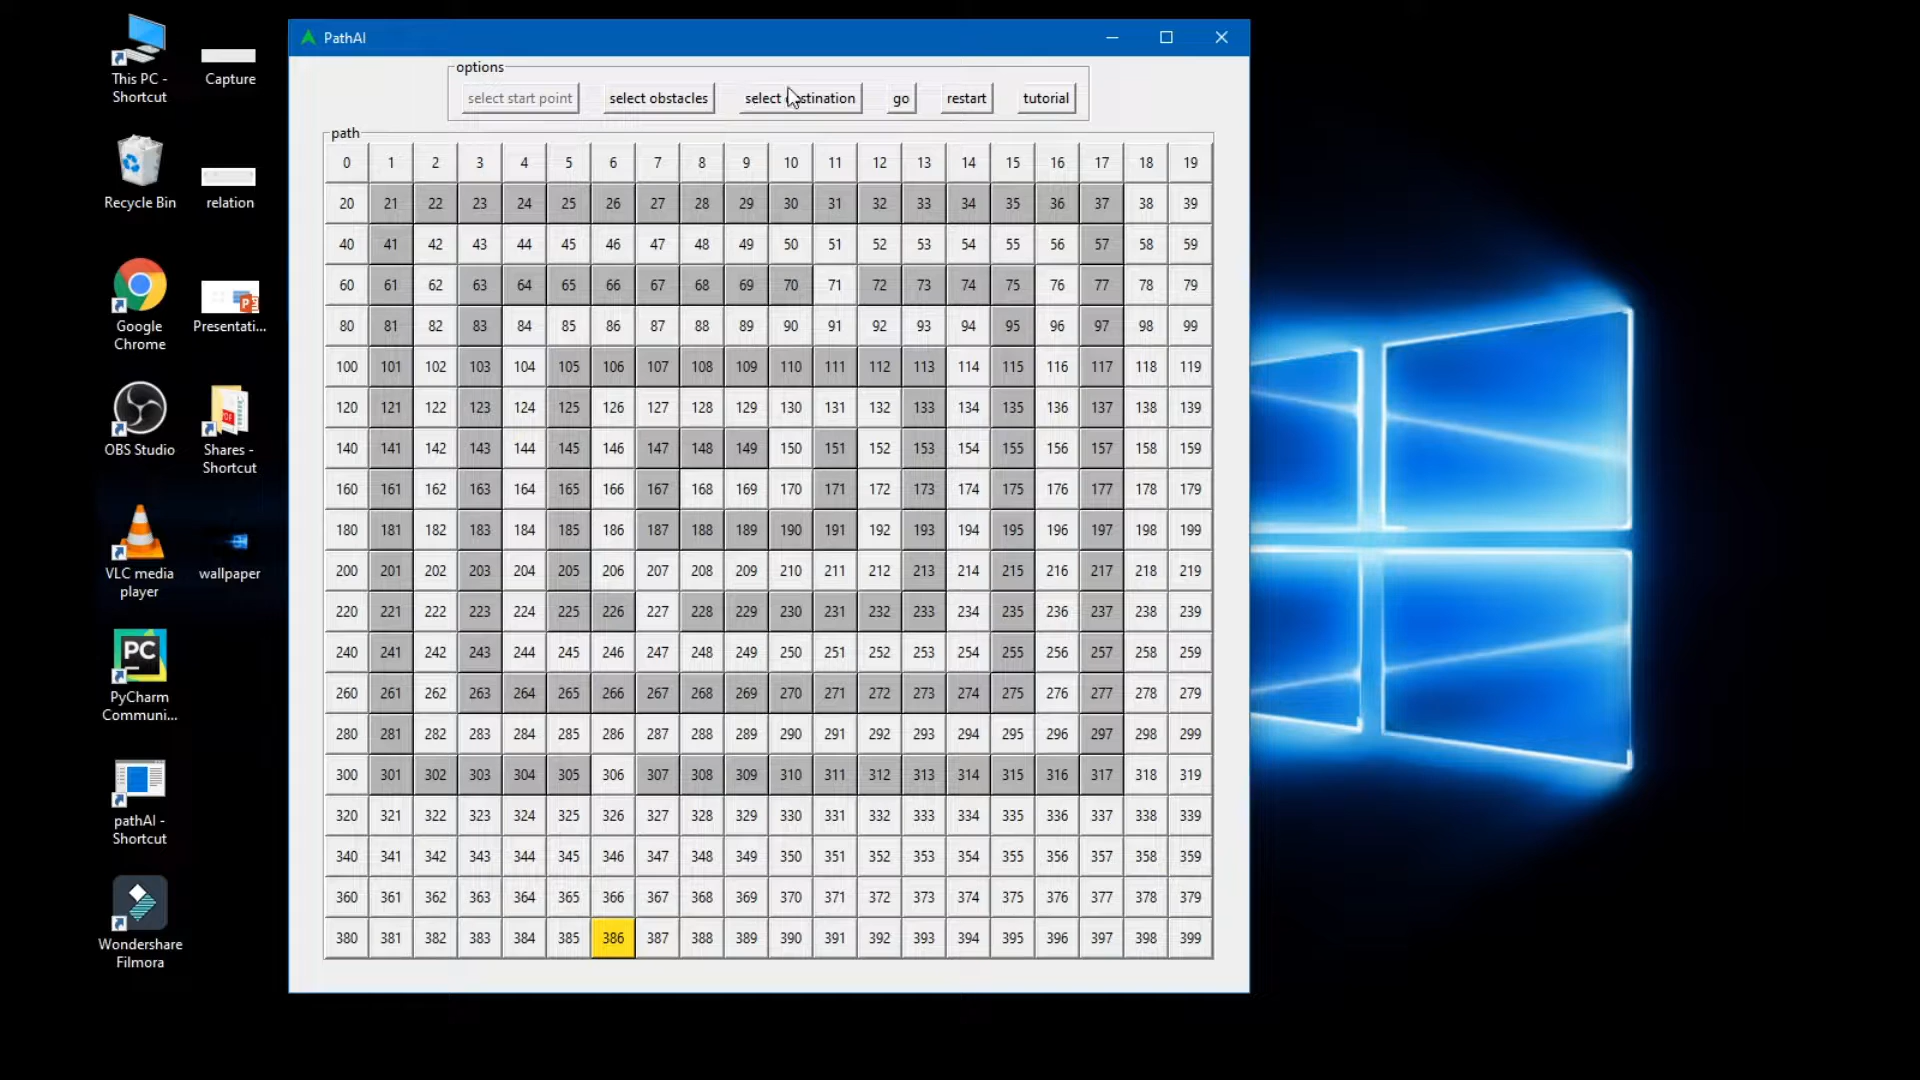 PathAI
options
select start point select obstacles select destination go restart tutorial
path
0 1 2 3 4 5 6 7 8 9 10 11 12 13 14 15 16 17 18 19
20 21 22 23 24 25 26 27 28 29 30 31 32 33 34 35 36 37 38 39
40 41 42 43 44 45 46 47 48 49 50 51 52 53 54 55 56 57 58 59
60 61 62 63 64 65 66 67 68 69 70 71 72 73 74 75 76 77 78 79
80 81 82 83 84 85 86 87 88 89 90 91 92 93 94 95 96 97 98 99
100 101 102 103 104 105 106 107 108 109 110 111 112 113 114 115 116 117 118 119
120 121 122 123 124 125 126 127 128 129 130 131 132 133 134 135 136 137 138 139
140 141 142 143 144 145 146 147 148 149 150 151 152 153 154 155 156 157 158 159
160 161 162 163 164 165 166 167 168 169 170 171 172 173 174 175 176 177 178 179
180 181 182 183 184 185 186 187 188 189 190 191 192 193 194 195 196 197 198 199
200 201 202 203 204 205 206 207 208 209 210 211 212 213 214 215 216 217 218 219
220 221 222 223 224 225 226 227 228 229 230 231 232 233 234 235 236 237 238 239
240 241 242 243 244 245 246 247 248 249 250 251 252 253 254 255 256 257 258 259
260 261 262 263 264 265 266 267 268 269 270 271 272 273 274 275 276 277 278 279
280 281 282 283 284 285 286 287 288 289 290 291 292 293 294 295 296 297 298 299
300 301 302 303 304 305 306 307 308 309 310 311 312 313 314 315 316 317 318 319
320 321 322 323 324 325 326 327 328 329 330 331 332 333 334 335 336 337 338 339
340 341 342 343 344 345 346 347 348 349 350 351 352 353 354 355 356 357 358 359
360 361 362 363 364 365 366 367 368 369 370 371 372 373 374 375 376 377 378 379
380 381 382 383 384 385 386 387 388 389 390 391 392 393 394 395 396 397 398 399
This PC -
Shortcut
Capture
Recycle Bin
relation
Google
Chrome
Presentati...
OBS Studio
Shares -
Shortcut
VLC media
player
wallpaper
PC
PyCharm
Communi...
pathAI -
Shortcut
Wondershare
Filmora